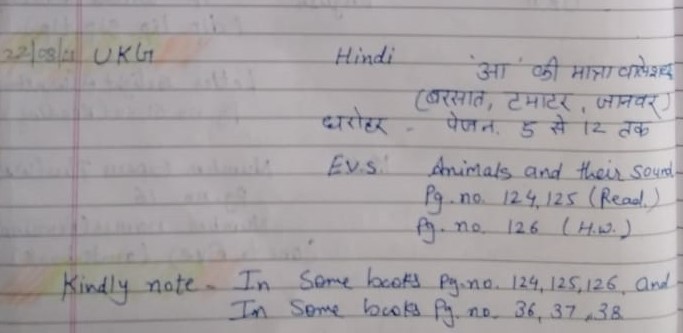 22/03/21 UKG Hindi
'आ' की मात्रा वाले शब्द
(बरसात, टमाटर, जानवर)
धरोहर - पेज न. 5 से 12 तक
E.V.S. Animals and their sound
Pg. no. 124, 125 (Read.)
Pg. no. 126 (H.w.)
Kindly note - In Some books Pg. no. 124, 125, 126, and
In Some books Pg. no. 36, 37, 38